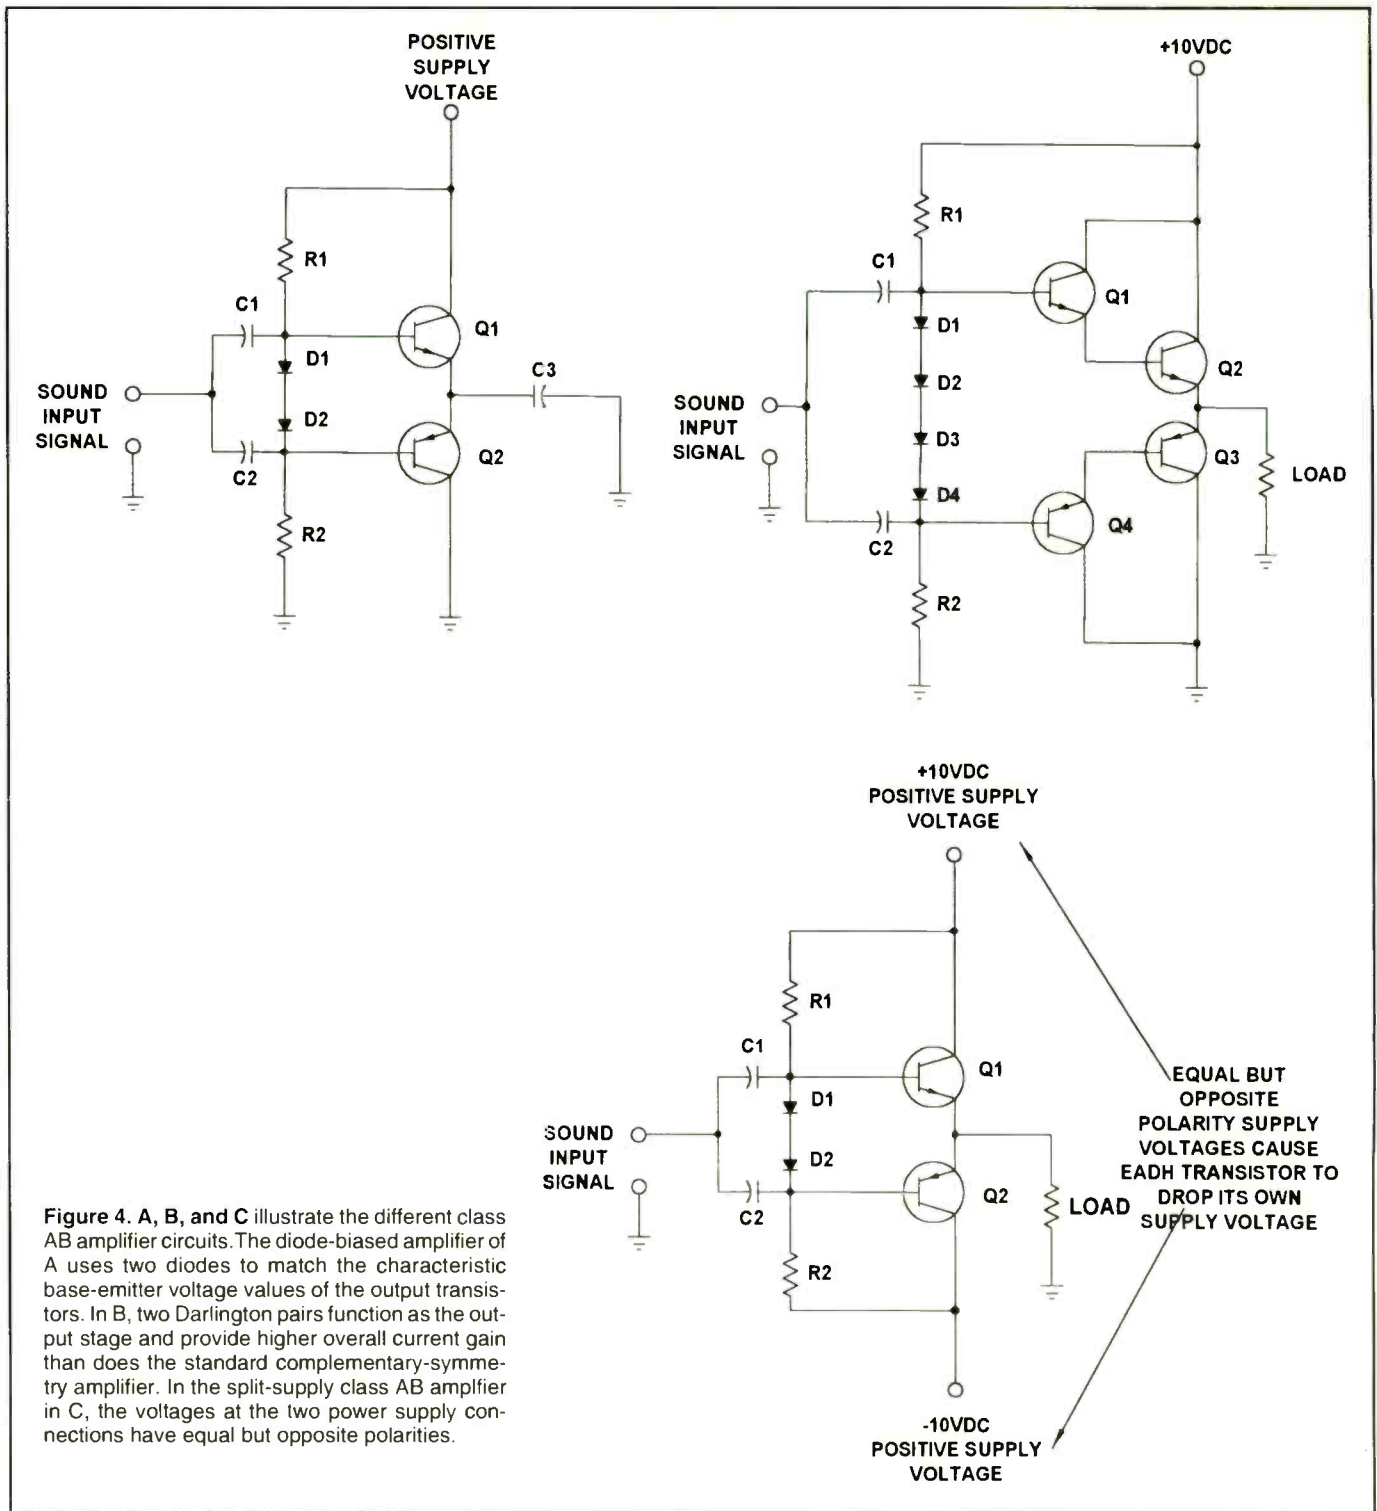 POSITIVE
SUPPLY
VOLTAGE
R1
C1
Q1
D1
C3
SOUND
INPUT
SIGNAL
D2
Q2
C2
R2
+10VDC
R1
C1
Q1
D1
D2
Q2
SOUND
INPUT
SIGNAL
D3
Q3
LOAD
D4
Q4
C2
R2
+10VDC
POSITIVE SUPPLY
VOLTAGE
R1
C1
Q1
D1
SOUND
INPUT
SIGNAL
D2
Q2
C2
LOAD
R2
EQUAL BUT
OPPOSITE
POLARITY SUPPLY
VOLTAGES CAUSE
EADH TRANSISTOR TO
DROP ITS OWN
SUPPLY VOLTAGE
-10VDC
POSITIVE SUPPLY
VOLTAGE
Figure 4. A, B, and C illustrate the different class
AB amplifier circuits. The diode-biased amplifier of
A uses two diodes to match the characteristic
base-emitter voltage values of the output transis-
tors. In B, two Darlington pairs function as the out-
put stage and provide higher overall current gain
than does the standard complementary-symme-
try amplifier. In the split-supply class AB amplfier
in C, the voltages at the two power supply con-
nections have equal but opposite polarities.